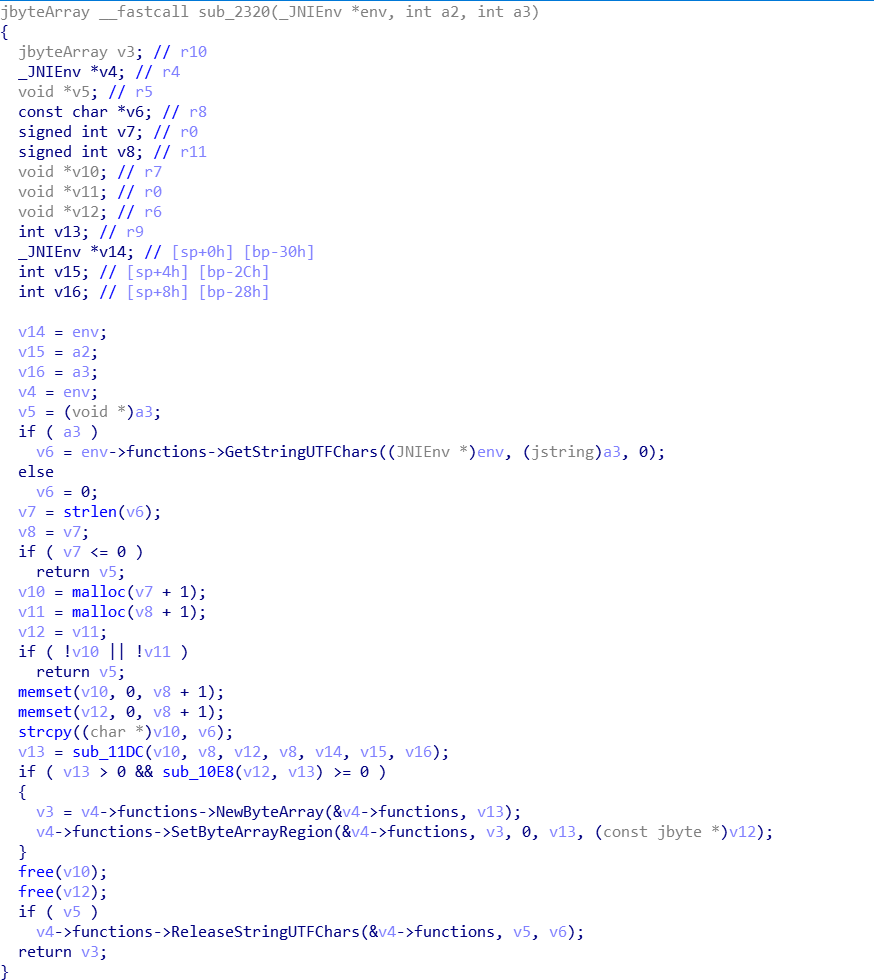 jbyteArray __fastcall sub_2320(_JNIEnv *env, int a2, int a3)
{
  jbyteArray v3; // r10
  _JNIEnv *v4; // r4
  void *v5; // r5
  const char *v6; // r8
  signed int v7; // r0
  signed int v8; // r11
  void *v10; // r7
  void *v11; // r0
  void *v12; // r6
  int v13; // r9
  _JNIEnv *v14; // [sp+0h] [bp-30h]
  int v15; // [sp+4h] [bp-2Ch]
  int v16; // [sp+8h] [bp-28h]

  v14 = env;
  v15 = a2;
  v16 = a3;
  v4 = env;
  v5 = (void *)a3;
  if ( a3 )
    v6 = env->functions->GetStringUTFChars((JNIEnv *)env, (jstring)a3, 0);
  else
    v6 = 0;
  v7 = strlen(v6);
  v8 = v7;
  if ( v7 <= 0 )
    return v5;
  v10 = malloc(v7 + 1);
  v11 = malloc(v8 + 1);
  v12 = v11;
  if ( !v10 || !v11 )
    return v5;
  memset(v10, 0, v8 + 1);
  memset(v12, 0, v8 + 1);
  strcpy((char *)v10, v6);
  v13 = sub_11DC(v10, v8, v12, v8, v14, v15, v16);
  if ( v13 > 0 && sub_10E8(v12, v13) >= 0 )
  {
    v3 = v4->functions->NewByteArray(&v4->functions, v13);
    v4->functions->SetByteArrayRegion(&v4->functions, v3, 0, v13, (const jbyte *)v12);
  }
  free(v10);
  free(v12);
  if ( v5 )
    v4->functions->ReleaseStringUTFChars(&v4->functions, v5, v6);
  return v3;
}